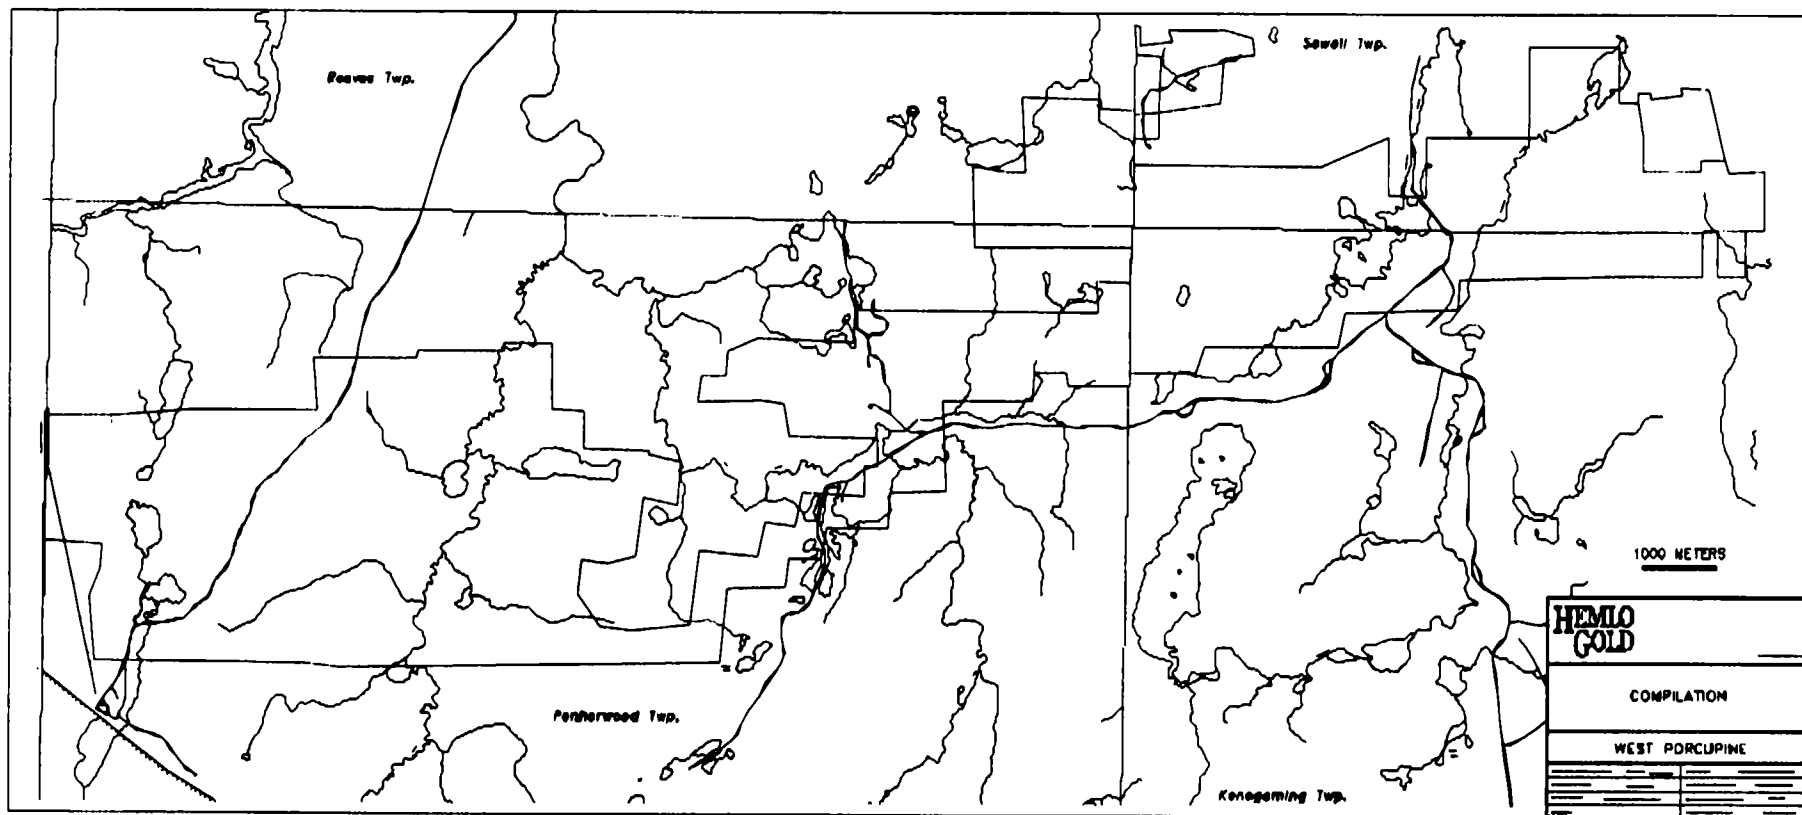 Reeves Twp.
Sewell Twp.
1000 METERS
HEMLO
GOLD
COMPILATION
Penhorwood Twp.
WEST PORCUPINE
Kenogaming Twp.